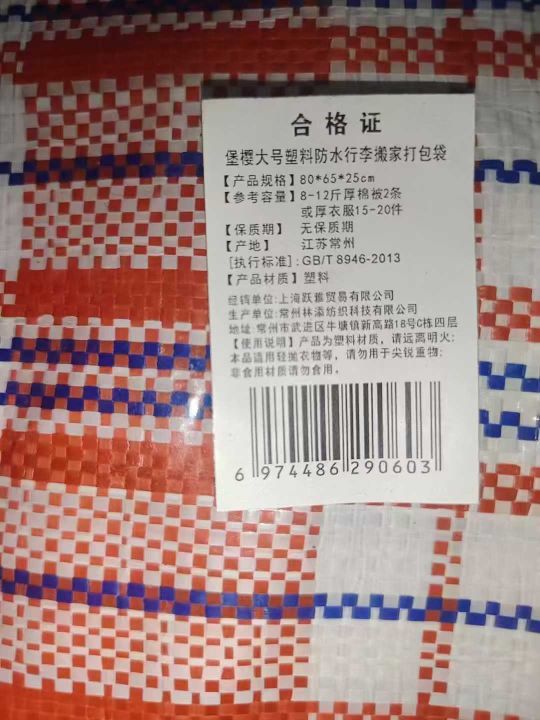 合格证
堡樱大号塑料防水行李搬家打包袋
【产品规格】80*65*25cm
【参考容量】8-12斤厚棉被2条
或厚衣服15-20件
【保质期】 无保质期
【产地】 江苏常州
[执行标准]:GB/T 8946-2013
【产品材质】塑料
经销单位:上海跃雅贸易有限公司
生产单位:常州林添纺织科技有限公司
地址:常州市武进区牛塘镇新高路18号C栋四层
【使用说明】产品为塑料材质，请远离明火;
本品适用轻抛衣物等，请勿用于尖锐重物;
非食用材质请勿食用。
6 974486 290603